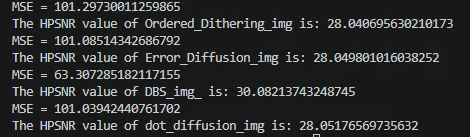 MSE = 101.29730011259865
The HPSNR value of Ordered_Dithering_img is: 28.040695630210173
MSE = 101.08514342686792
The HPSNR value of Error_Diffusion_img is: 28.049801016038252
MSE = 63.307285182117155
The HPSNR value of DBS_img_ is: 30.08213743248745
MSE = 101.03942440761702
The HPSNR value of dot_diffusion_img is: 28.05176569735632